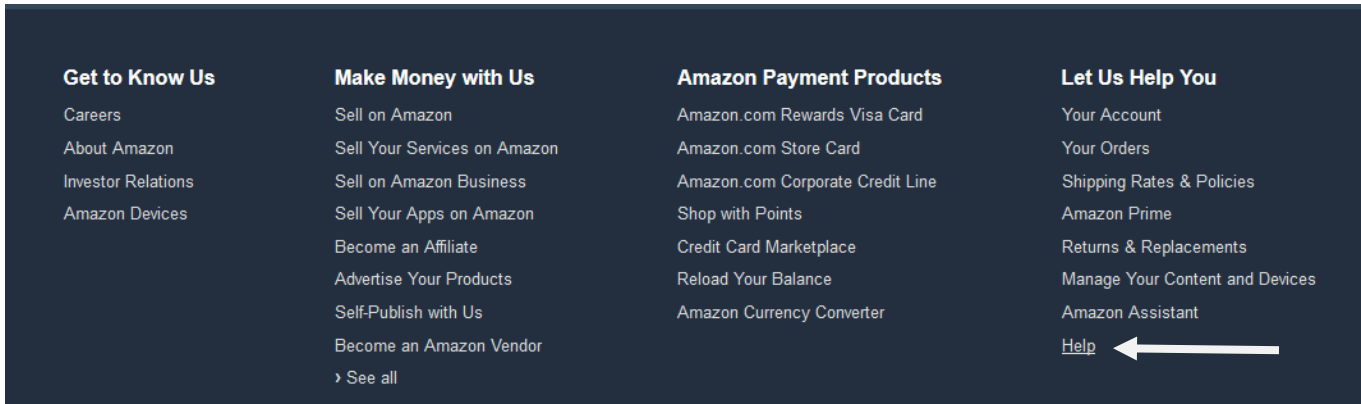 Get to Know Us
Careers
About Amazon
Investor Relations
Amazon Devices
Make Money with Us
Sell on Amazon
Sell Your Services on Amazon
Sell on Amazon Business
Sell Your Apps on Amazon
Become an Affiliate
Advertise Your Products
Self-Publish with Us
Become an Amazon Vendor
› See all
Amazon Payment Products
Amazon.com Rewards Visa Card
Amazon.com Store Card
Amazon.com Corporate Credit Line
Shop with Points
Credit Card Marketplace
Reload Your Balance
Amazon Currency Converter
Let Us Help You
Your Account
Your Orders
Shipping Rates & Policies
Amazon Prime
Returns & Replacements
Manage Your Content and Devices
Amazon Assistant
Help